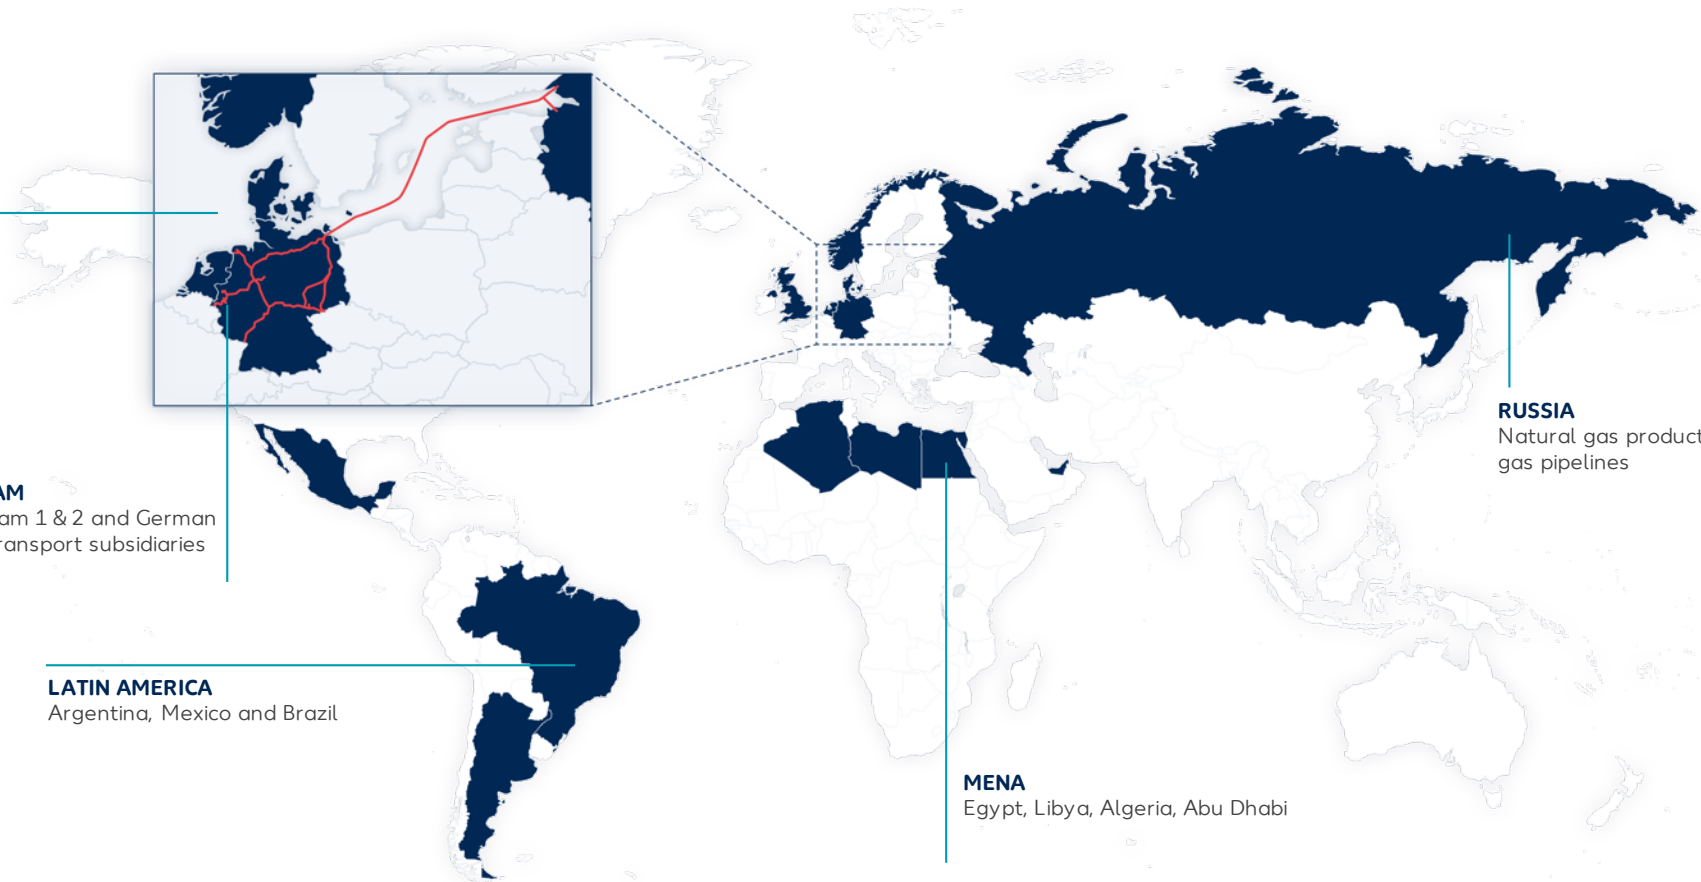 AM
am 1 & 2 and German
ransport subsidiaries
LATIN AMERICA
Argentina, Mexico and Brazil
MENA
Egypt, Libya, Algeria, Abu Dhabi
RUSSIA
Natural gas product
gas pipelines